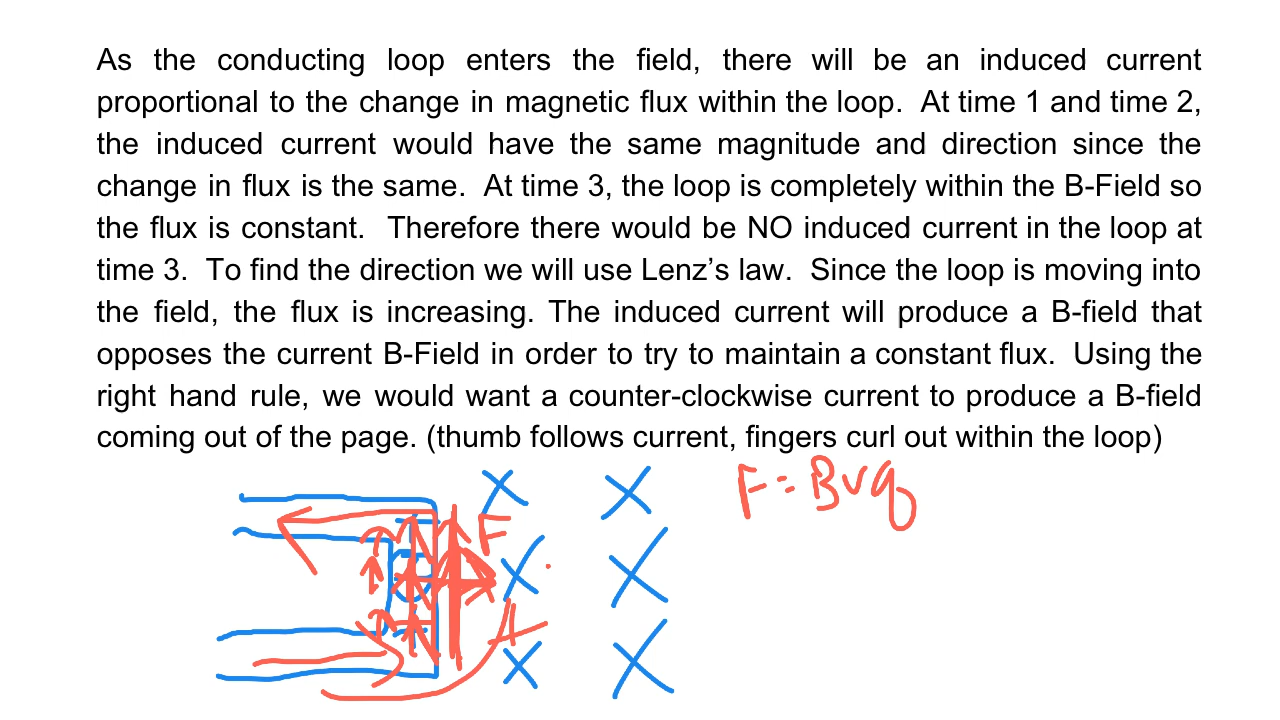 As the conducting loop enters the field, there will be an induced current
proportional to the change in magnetic flux within the loop. At time 1 and time 2,
the induced current would have the same magnitude and direction since the
change in flux is the same. At time 3, the loop is completely within the B-Field so
the flux is constant. Therefore there would be NO induced current in the loop at
time 3. To find the direction we will use Lenz’s law. Since the loop is moving into
the field, the flux is increasing. The induced current will produce a B-field that
opposes the current B-Field in order to try to maintain a constant flux. Using the
right hand rule, we would want a counter-clockwise current to produce a B-field
coming out of the page. (thumb follows current, fingers curl out within the loop)
F = Bvq
X X
F
X X
X X